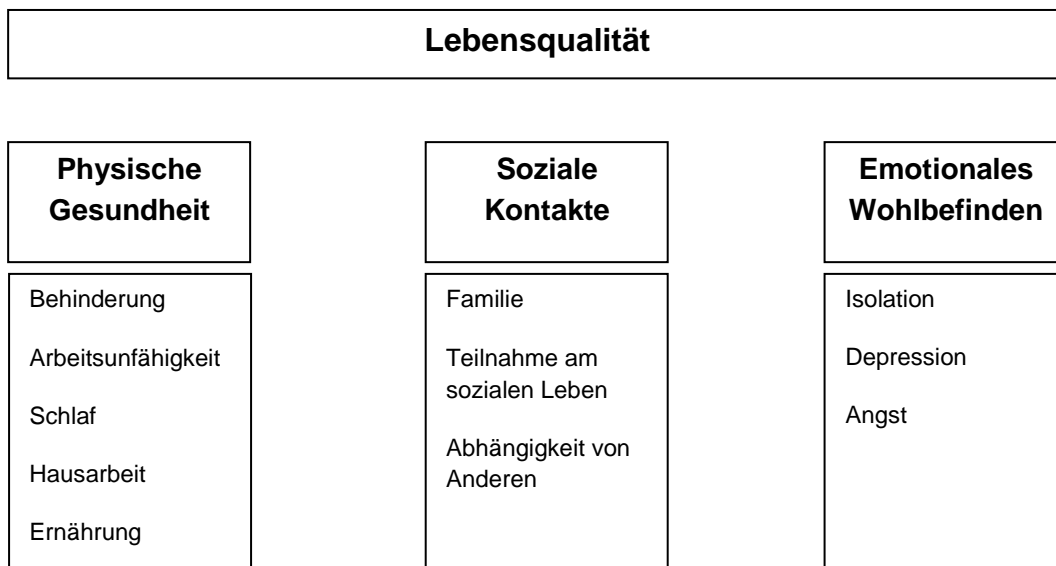 Lebensqualität
Physische
Gesundheit
Behinderung
Arbeitsunfähigkeit
Schlaf
Hausarbeit
Ernährung
Soziale
Kontakte
Familie
Teilnahme am
sozialen Leben
Abhängigkeit von
Anderen
Emotionales
Wohlbefinden
Isolation
Depression
Angst